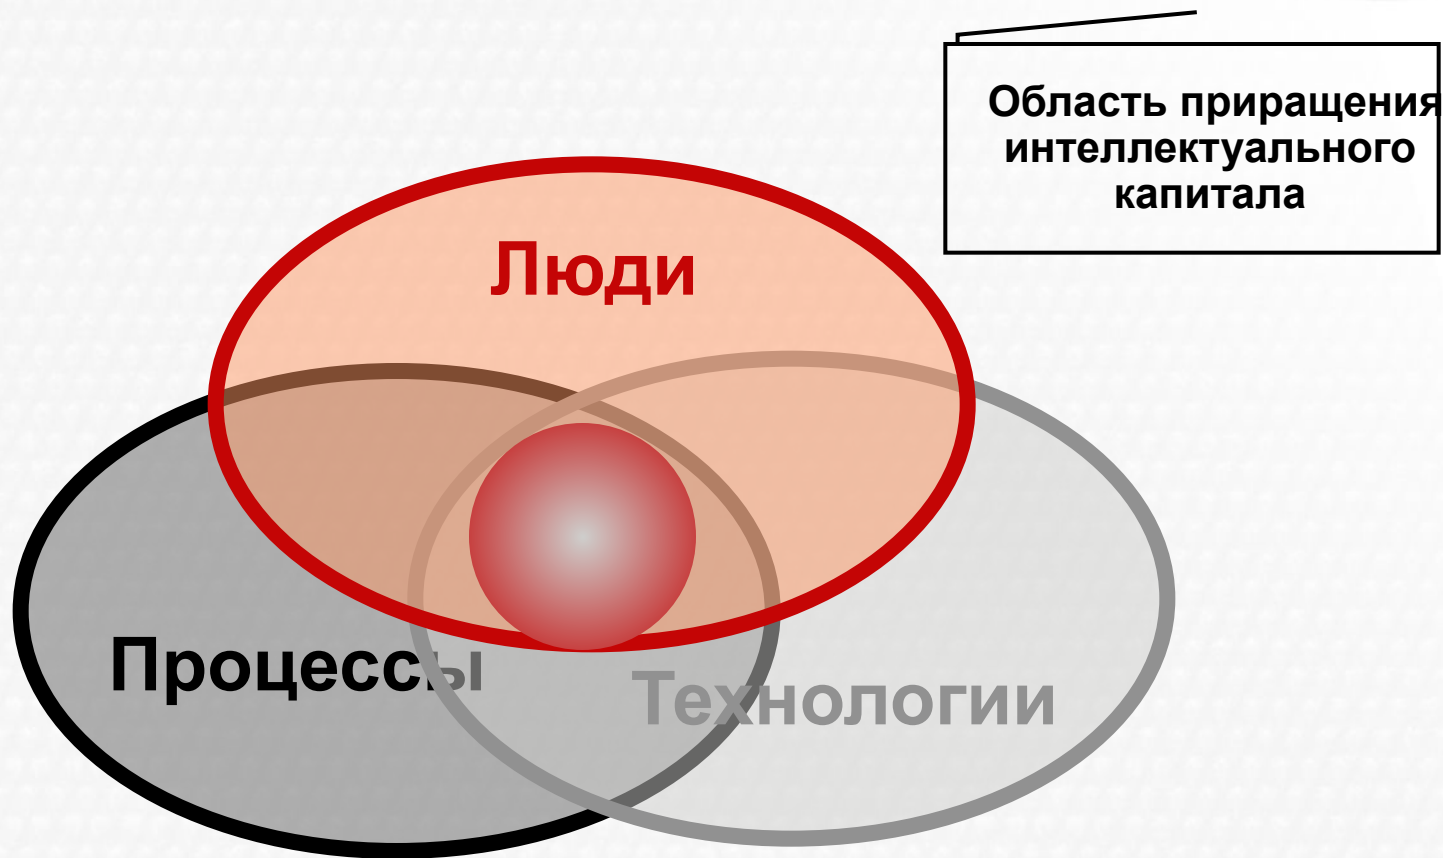 Область приращения
интеллектуального
капитала
Люди
Процессы
Технологии